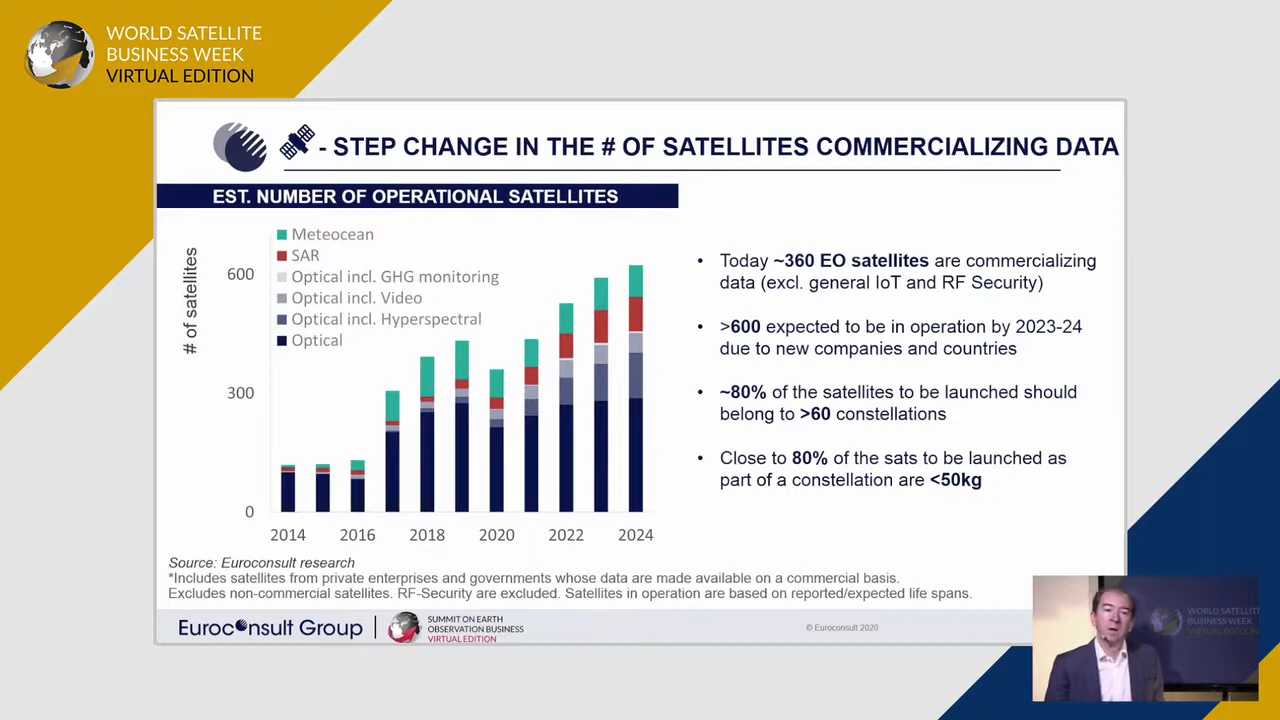 WORLD SATELLITE
BUSINESS WEEK
VIRTUAL EDITION
- STEP CHANGE IN THE # OF SATELLITES COMMERCIALIZING DATA
EST. NUMBER OF OPERATIONAL SATELLITES
# of satellites
600
300
0
Meteocean
SAR
Optical incl. GHG monitoring
Optical incl. Video
Optical incl. Hyperspectral
Optical
2014 2016 2018 2020 2022 2024
• Today ~360 EO satellites are commercializing
data (excl. general IoT and RF Security)
• >600 expected to be in operation by 2023-24
due to new companies and countries
• ~80% of the satellites to be launched should
belong to >60 constellations
• Close to 80% of the sats to be launched as
part of a constellation are <50kg
Source: Euroconsult research
*Includes satellites from private enterprises and governments whose data are made available on a commercial basis.
Excludes non-commercial satellites. RF-Security are excluded. Satellites in operation are based on reported/expected life spans.
Euroconsult Group
SUMMIT ON EARTH
OBSERVATION BUSINESS
VIRTUAL EDITION
© Euroconsult 2020
WORLD SATELLITE
BUSINESS WEEK
VIRTUAL EDITION